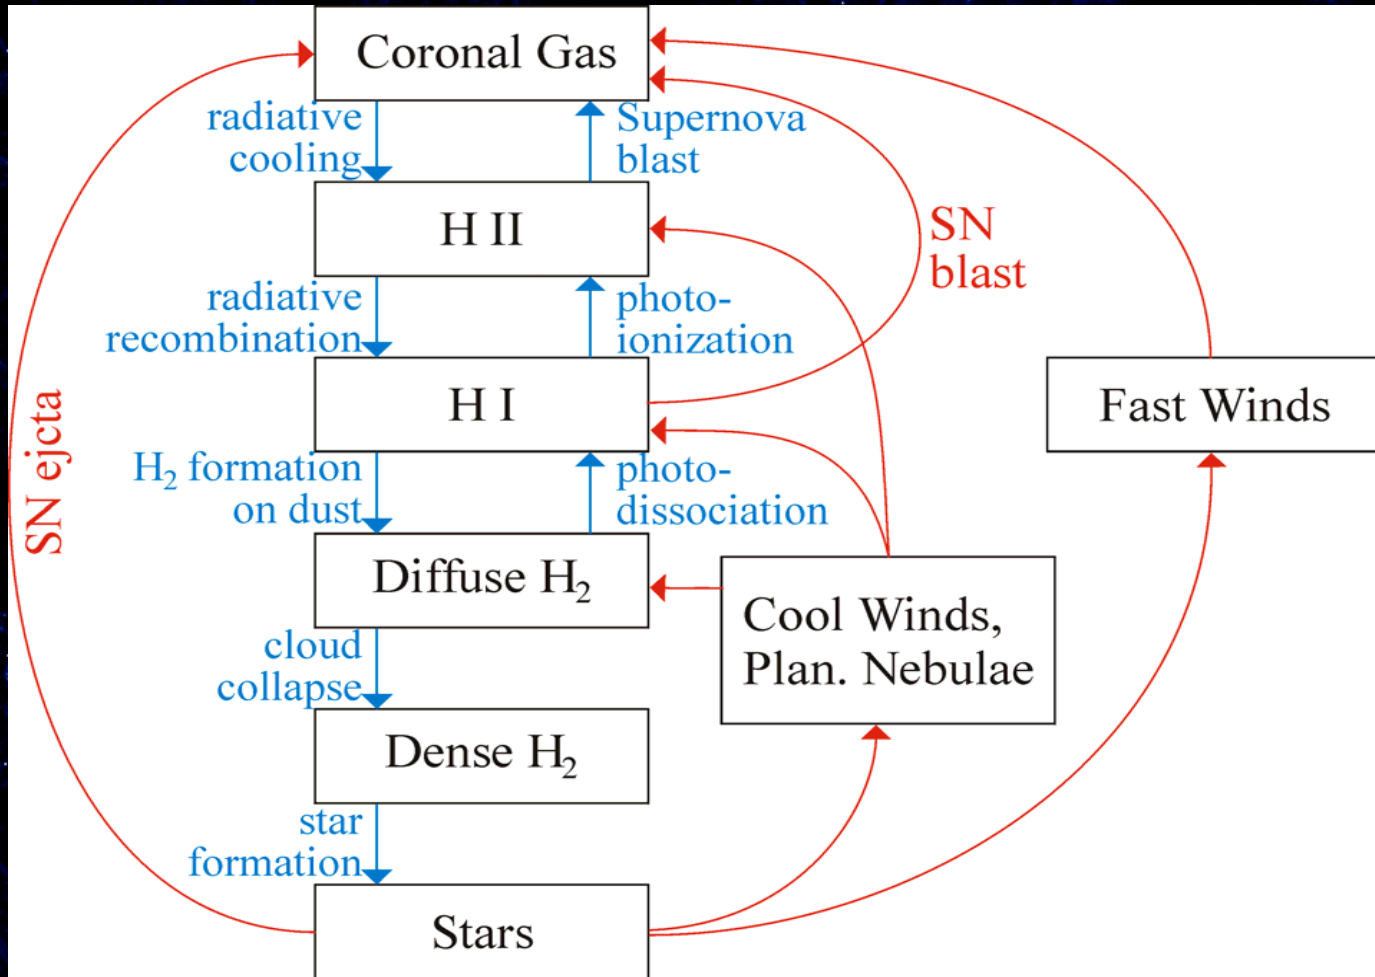 Coronal Gas
radiative
cooling
Supernova
blast
H II
SN
blast
radiative
recombination
photo-
ionization
H I
Fast Winds
SN ejcta
H₂ formation
on dust
photo-
dissociation
Diffuse H₂
Cool Winds,
Plan. Nebulae
cloud
collapse
Dense H₂
star
formation
Stars